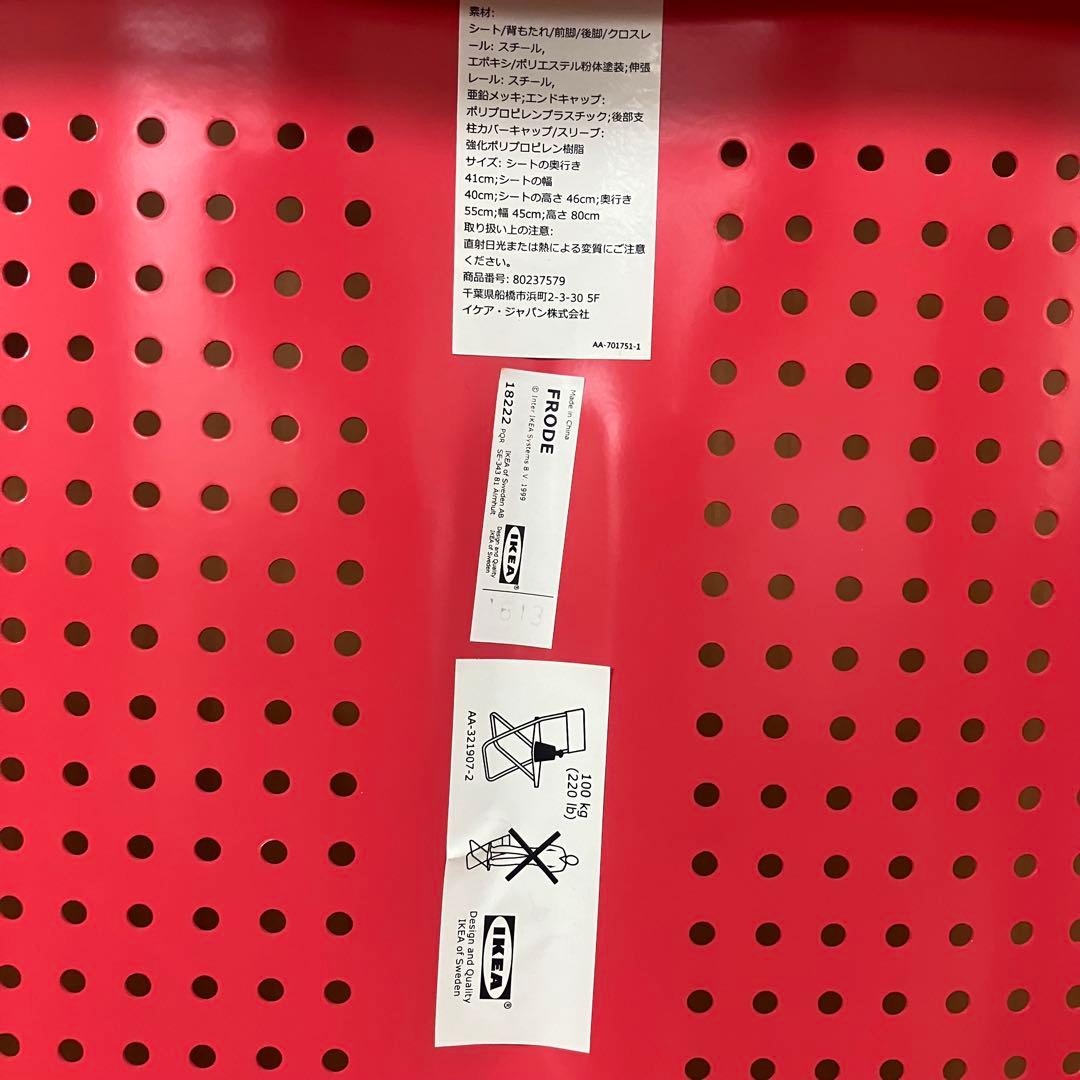 素材:
シート/背もたれ/前脚/後脚/クロスレ
ール: スチール,
エポキシ/ポリエステル粉体塗装;伸張
レール: スチール,
亜鉛メッキ;エンドキャップ:
ポリプロピレンプラスチック;後部支
柱カバーキャップ/スリーブ:
強化ポリプロピレン樹脂
サイズ: シートの奥行き
41cm;シートの幅
40cm;シートの高さ 46cm;奥行き
55cm;幅 45cm;高さ 80cm
取り扱い上の注意:
直射日光または熱による変質にご注意
ください。
商品番号: 80237579
千葉県船橋市浜町2-3-30 5F
イケア・ジャパン株式会社
AA-701751-1
Made in China
FRODE
© Inter IKEA Systems B.V. 1999
18222 PQR
IKEA of Sweden AB
SE-343 81 Älmhult
IKEA®
Design and Quality
IKEA of Sweden
100 kg
(220 lb)
AA-321907-2
IKEA®
Design and Quality
IKEA of Sweden